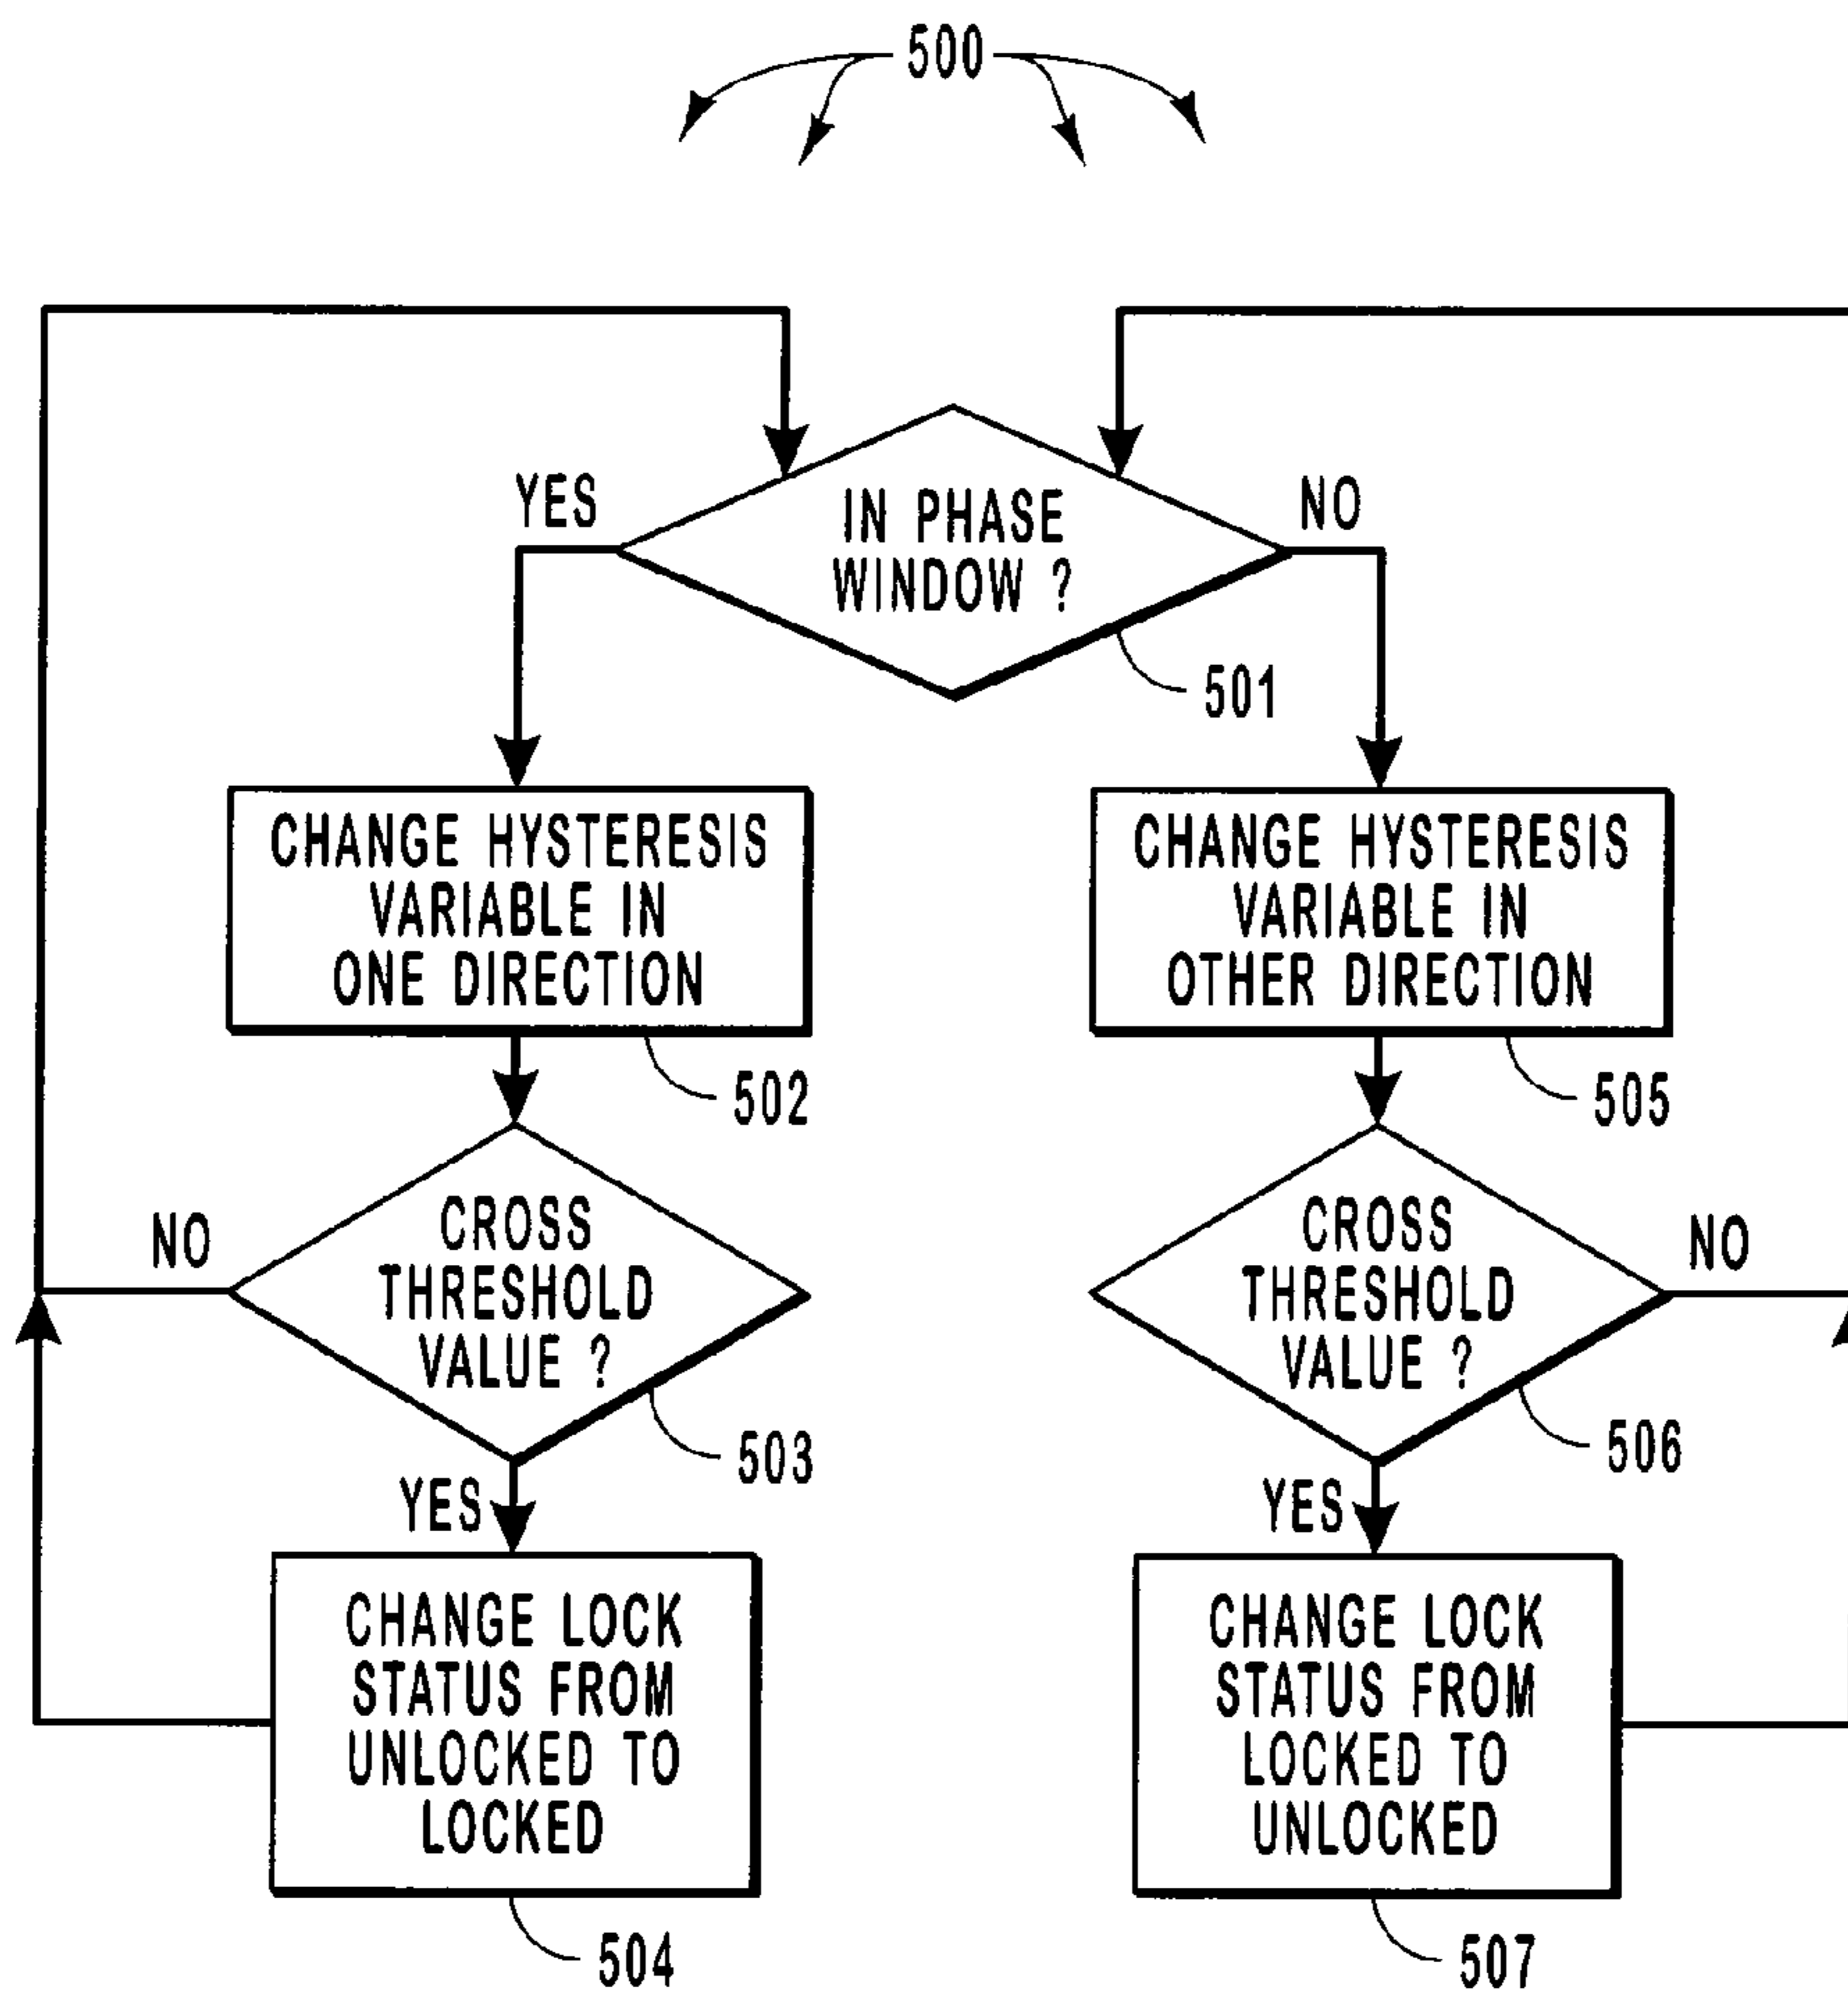 500
YES
IN PHASE
WINDOW ?
NO
501
CHANGE HYSTERESIS
VARIABLE IN
ONE DIRECTION
502
CHANGE HYSTERESIS
VARIABLE IN
OTHER DIRECTION
505
NO
CROSS
THRESHOLD
VALUE ?
503
YES
CROSS
THRESHOLD
VALUE ?
NO
506
YES
CHANGE LOCK
STATUS FROM
UNLOCKED TO
LOCKED
504
CHANGE LOCK
STATUS FROM
LOCKED TO
UNLOCKED
507